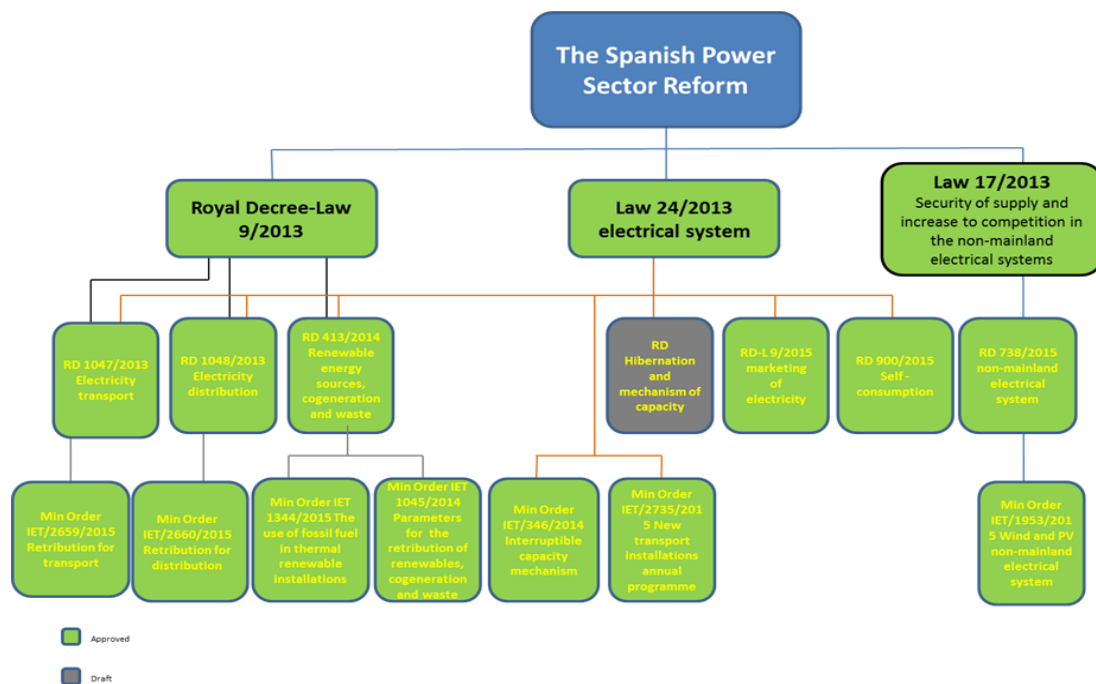 The Spanish Power
Sector Reform
Royal Decree-Law
9/2013
Law 24/2013
electrical system
Law 17/2013
Security of supply and
increase to competition in
the non-mainland
electrical systems
RD 1047/2013
Electricity
transport
RD 1048/2013
Electricity
distribution
RD 413/2014
Renewable
energy
sources,
cogeneration
and waste
RD
Hibernation
and
mechanism of
capacity
RD-L 9/2015
marketing
of
electricity
RD 900/2015
Self -
consumption
RD 738/2015
non-mainland
electrical
system
Min Order
IET/2659/2015
Retribution for
transport
Min Order
IET/2660/2015
Retribution for
distribution
Min Order IET
1344/2015 The
use of fossil fuel
in thermal
renewable
installations
Min Order IET
1045/2014
Parameters
for the
retribution of
renewables,
cogeneration
and waste
Min Order
IET/346/2014
Interruptible
capacity
mechanism
Min Order
IET/2735/201
5 New
transport
installations
annual
programme
Min Order
IET/1953/201
5 Wind and PV
non-mainland
electrical
system
Approved
Draft